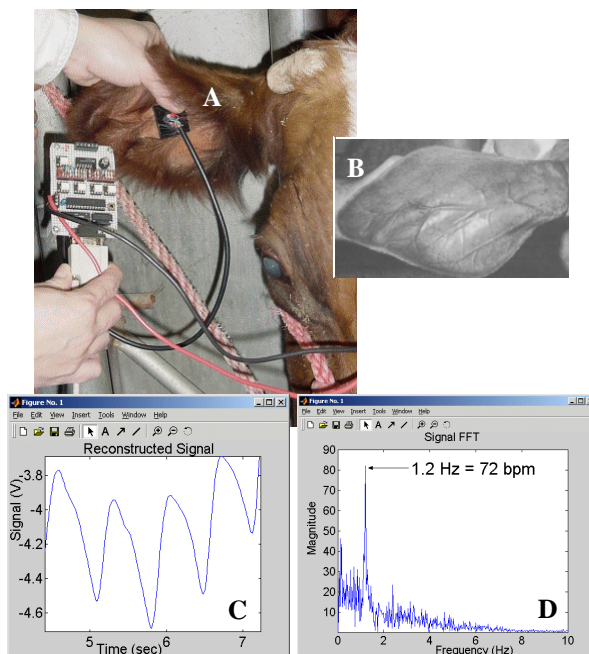 A
B
Figure No. 1
File Edit View Insert Tools Window Help
A
Reconstructed Signal
Signal (V)
-3.8
-4
-4.2
-4.4
-4.6
5 6 7
Time (sec)
C
Figure No. 1
File Edit View Insert Tools Window Help
A
Signal FFT
Magnitude
90
80
70
60
50
40
30
20
10
0
1.2 Hz = 72 bpm
0 2 4 6 8 10
Frequency (Hz)
D